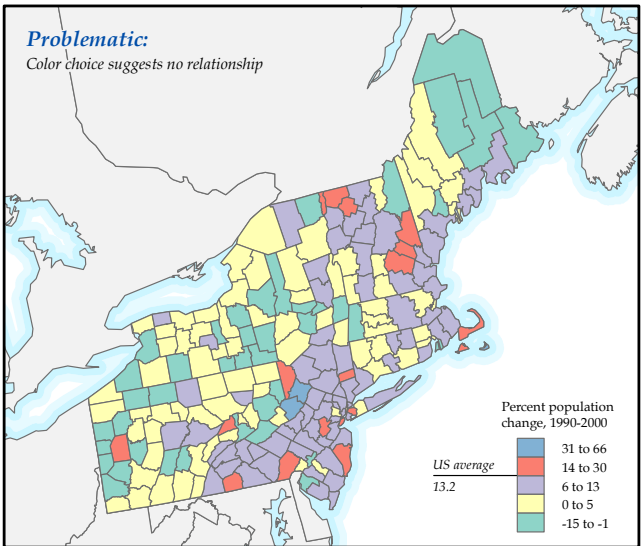 Problematic:
Color choice suggests no relationship
Percent population
change, 1990-2000
31 to 66
14 to 30
US average
6 to 13
13.2
0 to 5
-15 to -1